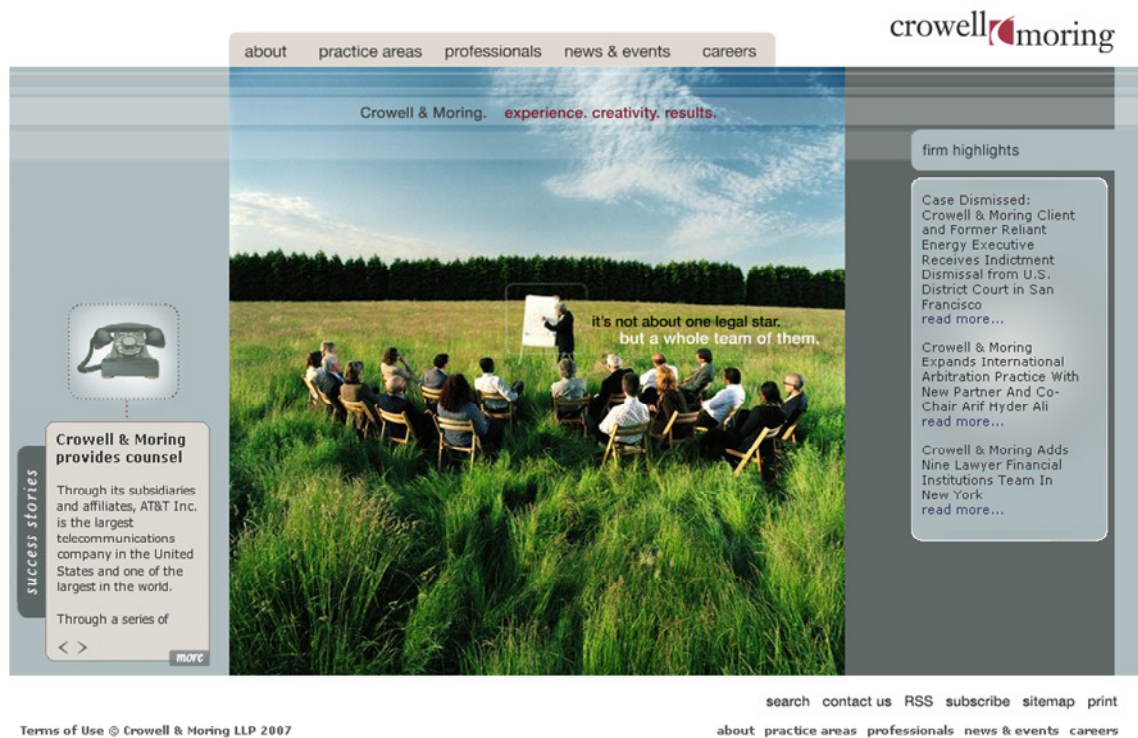 crowell moring
about practice areas professionals news & events careers
Crowell & Moring. experience. creativity. results.
firm highlights
Case Dismissed:
Crowell & Moring Client
and Former Reliant
Energy Executive
Receives Indictment
Dismissal from U.S.
District Court in San
Francisco
read more...
Crowell & Moring
Expands International
Arbitration Practice With
New Partner And Co-
Chair Arif Hyder Ali
read more...
Crowell & Moring Adds
Nine Lawyer Financial
Institutions Team In
New York
read more...
it's not about one legal star.
but a whole team of them.
success stories
Crowell & Moring
provides counsel
Through its subsidiaries
and affiliates, AT&T Inc.
is the largest
telecommunications
company in the United
States and one of the
largest in the world.
Through a series of
< >
more
search contact us RSS subscribe sitemap print
Terms of Use © Crowell & Moring LLP 2007
about practice areas professionals news & events careers